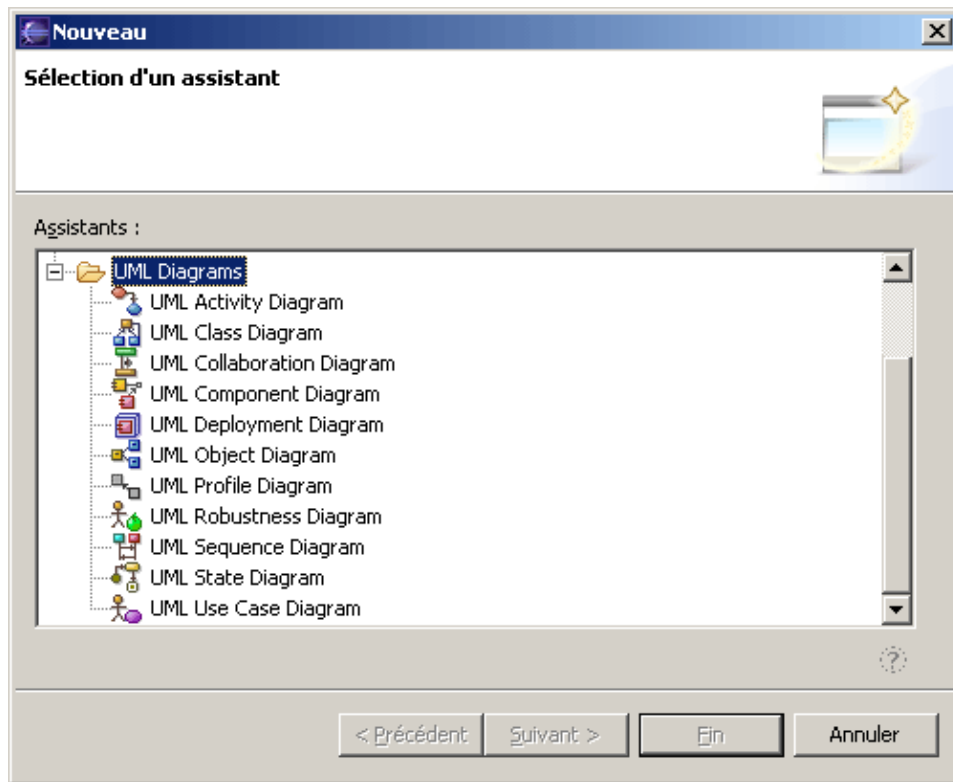 Nouveau
Sélection d'un assistant
Assistants :
UML Diagrams
UML Activity Diagram
UML Class Diagram
UML Collaboration Diagram
UML Component Diagram
UML Deployment Diagram
UML Object Diagram
UML Profile Diagram
UML Robustness Diagram
UML Sequence Diagram
UML State Diagram
UML Use Case Diagram
?
< Précédent Suivant > Fin Annuler